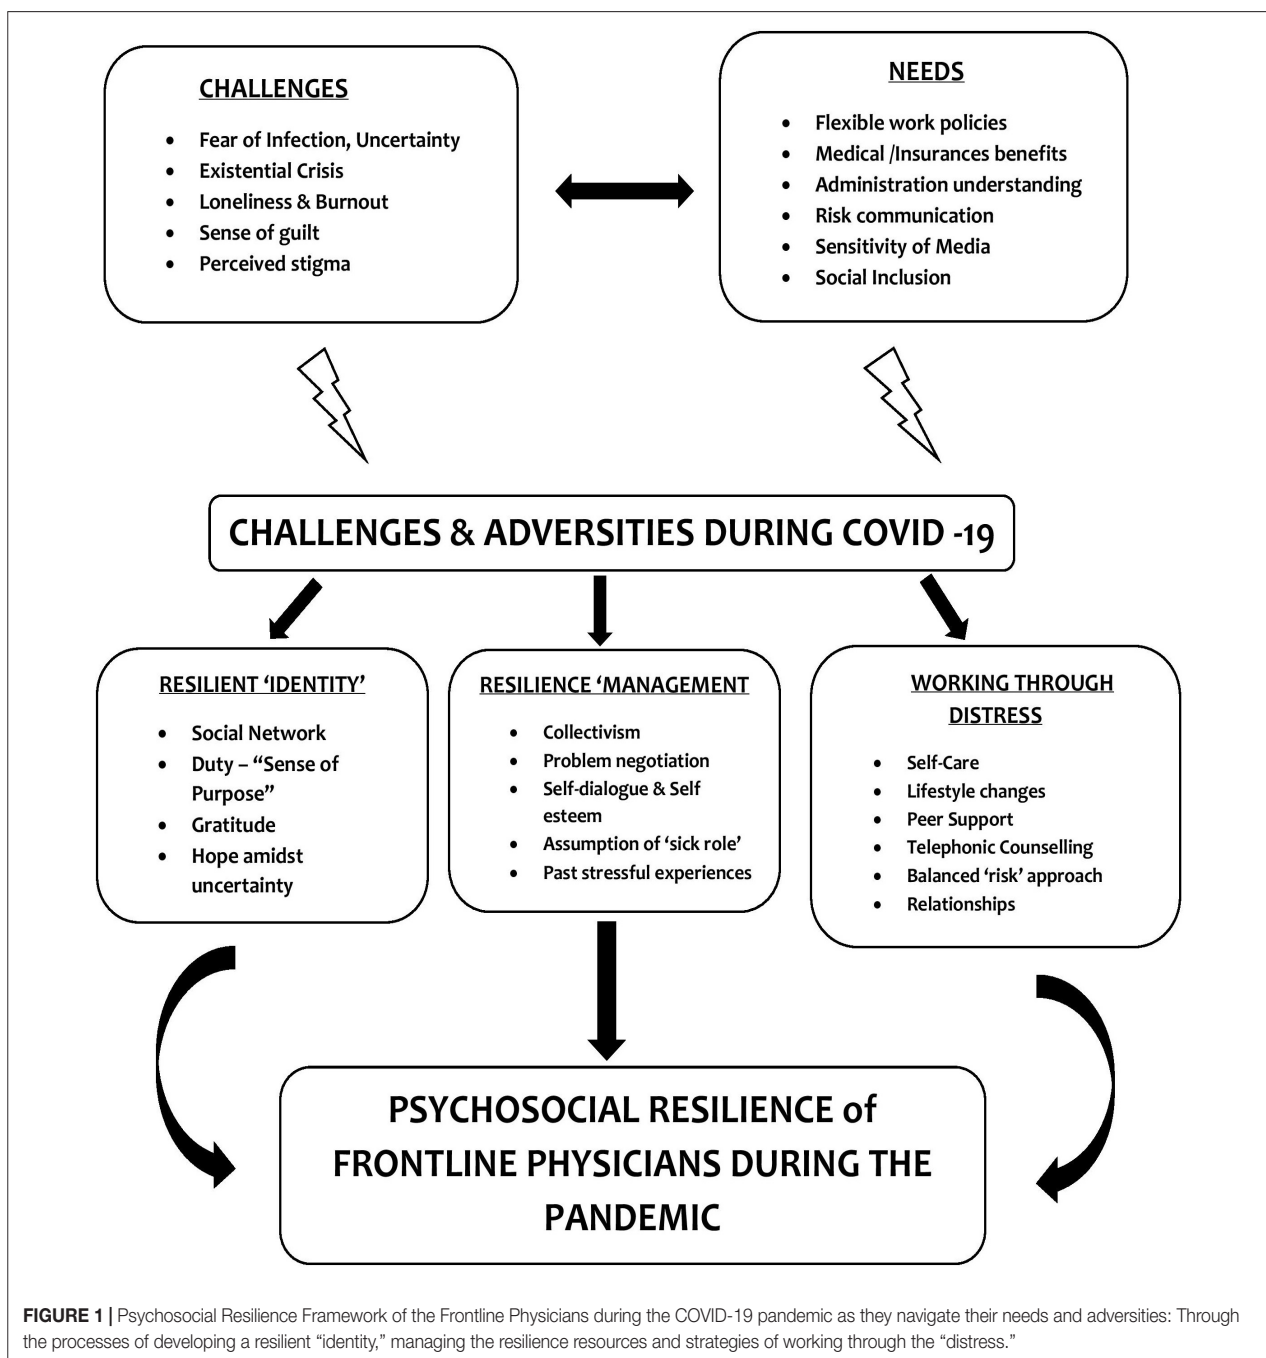 CHALLENGES
• Fear of Infection, Uncertainty
• Existential Crisis
• Loneliness & Burnout
• Sense of guilt
• Perceived stigma
NEEDS
• Flexible work policies
• Medical /Insurances benefits
• Administration understanding
• Risk communication
• Sensitivity of Media
• Social Inclusion
CHALLENGES & ADVERSITIES DURING COVID -19
RESILIENT ‘IDENTITY’
• Social Network
• Duty – “Sense of
Purpose”
• Gratitude
• Hope amidst
uncertainty
RESILIENCE ‘MANAGEMENT
• Collectivism
• Problem negotiation
• Self-dialogue & Self
esteem
• Assumption of ‘sick role’
• Past stressful experiences
WORKING THROUGH
DISTRESS
• Self-Care
• Lifestyle changes
• Peer Support
• Telephonic Counselling
• Balanced ‘risk’ approach
• Relationships
PSYCHOSOCIAL RESILIENCE of
FRONTLINE PHYSICIANS DURING THE
PANDEMIC
FIGURE 1 | Psychosocial Resilience Framework of the Frontline Physicians during the COVID-19 pandemic as they navigate their needs and adversities: Through
the processes of developing a resilient “identity,” managing the resilience resources and strategies of working through the “distress.”